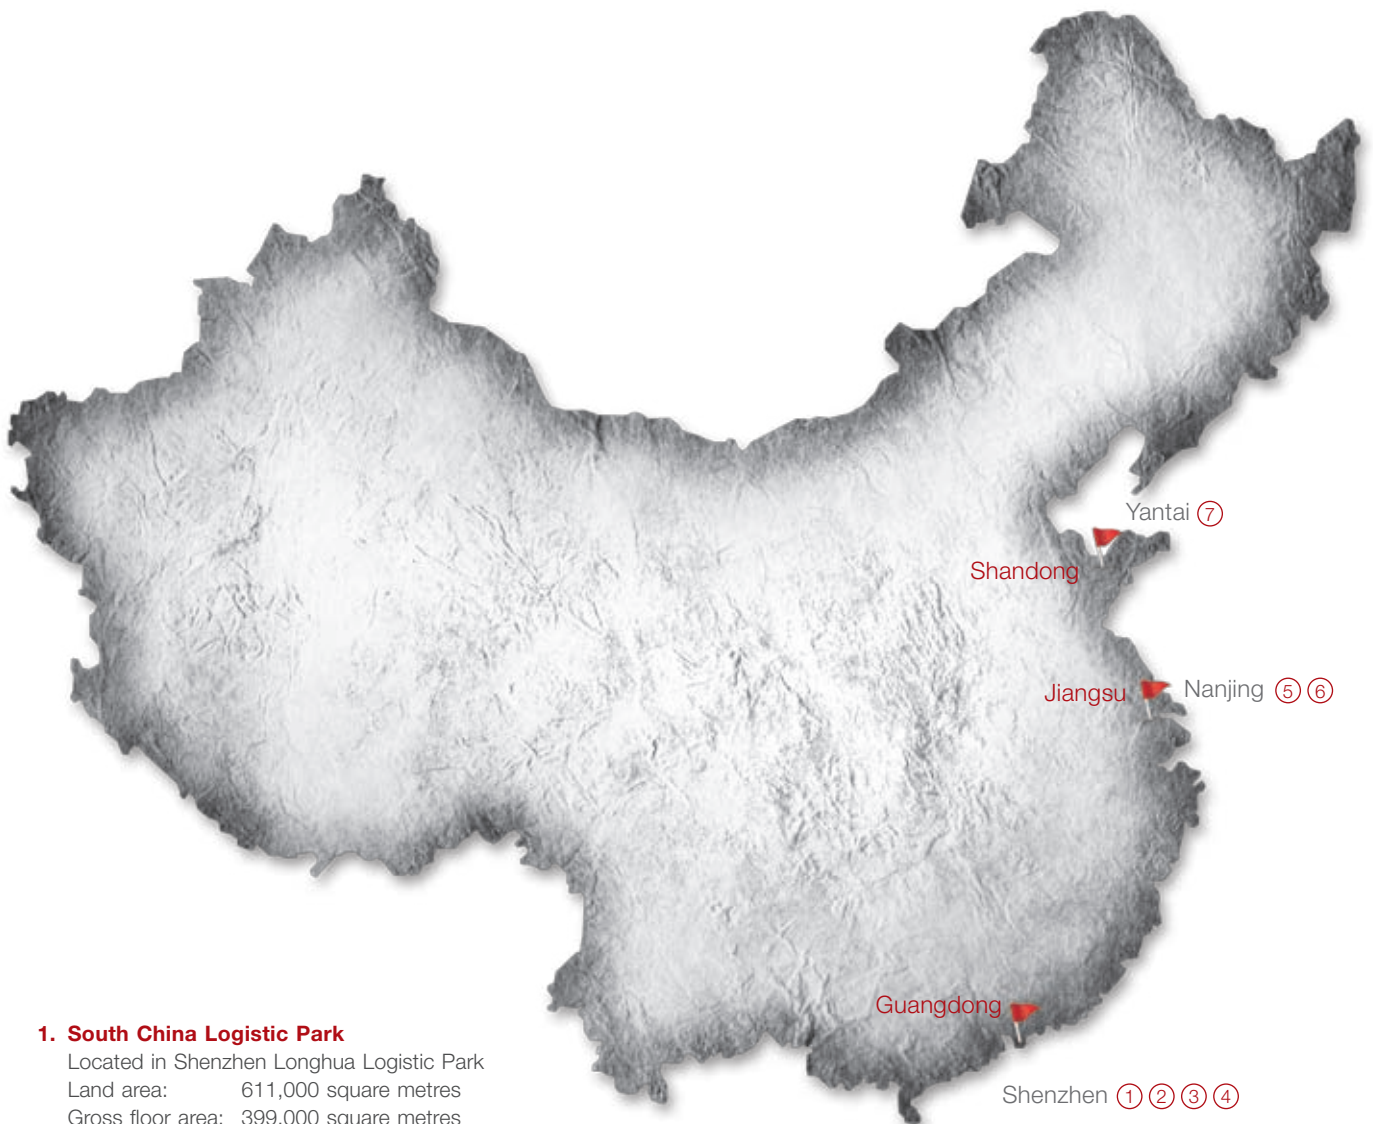 Yantai 7
Shandong
Jiangsu
Nanjing 5 6
Guangdong
1. South China Logistic Park
Located in Shenzhen Longhua Logistic Park
Land area: 611,000 square metres
Gross floor area: 399,000 square metres
Shenzhen 1 2 3 4